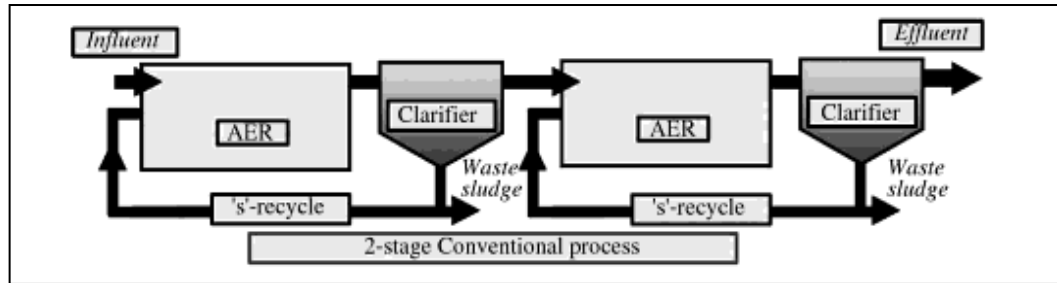 Influent
Effluent
AER
Clarifier
AER
Clarifier
Waste
sludge
Waste
sludge
's'-recycle
's'-recycle
2-stage Conventional process